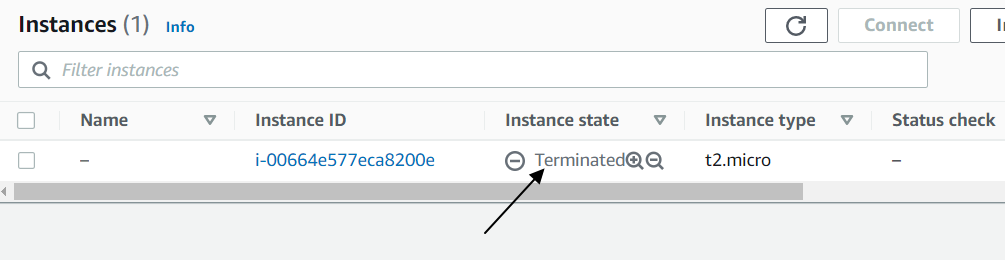 Instances (1) Info
Connect
Filter instances
Name Instance ID Instance state Instance type Status check
– i-00664e577eca8200e Terminated t2.micro –